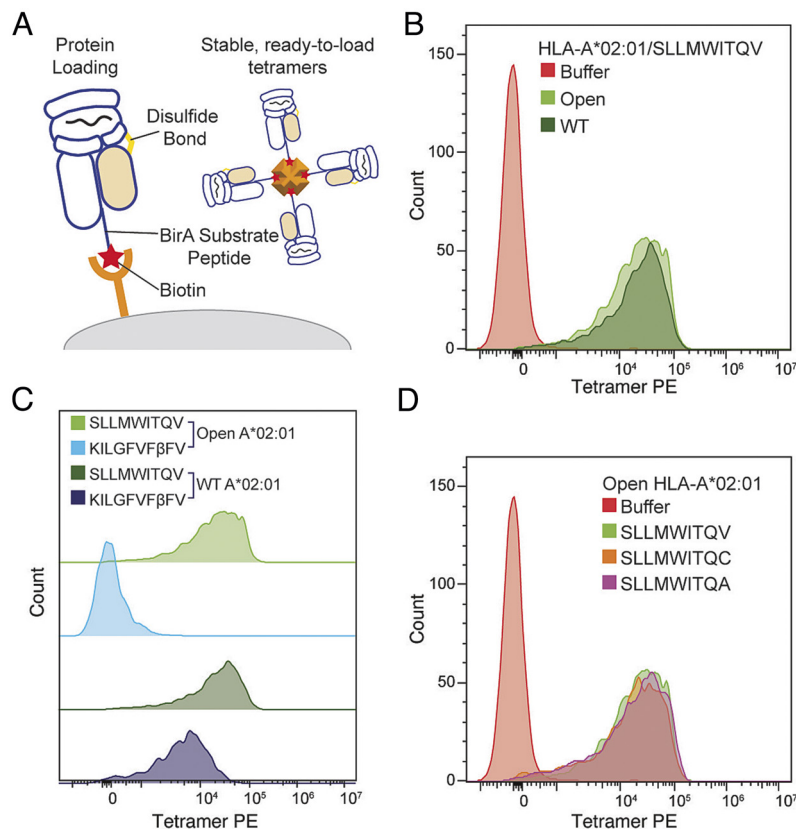 A
Protein
Loading
Stable, ready-to-load
tetramers
Disulfide
Bond
BirA Substrate
Peptide
Biotin
B
HLA-A*02:01/SLLMWITQV
Buffer
Open
WT
150
100
50
0
Count
0 10⁴ 10⁵ 10⁶ 10⁷
Tetramer PE
C
SLLMWITQV
KILGFVFβFV
Open A*02:01
SLLMWITQV
KILGFVFβFV
WT A*02:01
Count
0 10⁴ 10⁵ 10⁶ 10⁷
Tetramer PE
D
Open HLA-A*02:01
Buffer
SLLMWITQV
SLLMWITQC
SLLMWITQA
150
100
50
0
Count
0 10⁴ 10⁵ 10⁶ 10⁷
Tetramer PE